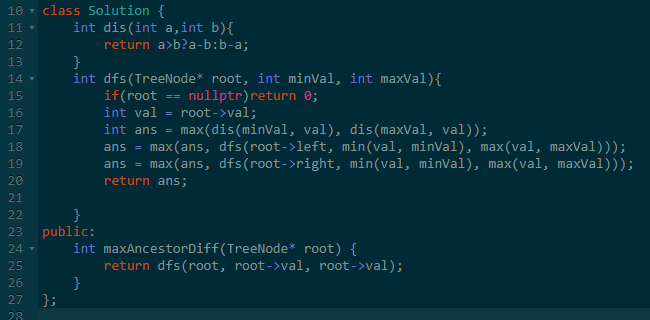 10 class Solution {
11     int dis(int a,int b){
12         return a>b?a-b:b-a;
13     }
14     int dfs(TreeNode* root, int minVal, int maxVal){
15         if(root == nullptr)return 0;
16         int val = root->val;
17         int ans = max(dis(minVal, val), dis(maxVal, val));
18         ans = max(ans, dfs(root->left, min(val, minVal), max(val, maxVal)));
19         ans = max(ans, dfs(root->right, min(val, minVal), max(val, maxVal)));
20         return ans;
21
22     }
23 public:
24     int maxAncestorDiff(TreeNode* root) {
25         return dfs(root, root->val, root->val);
26     }
27 };
28